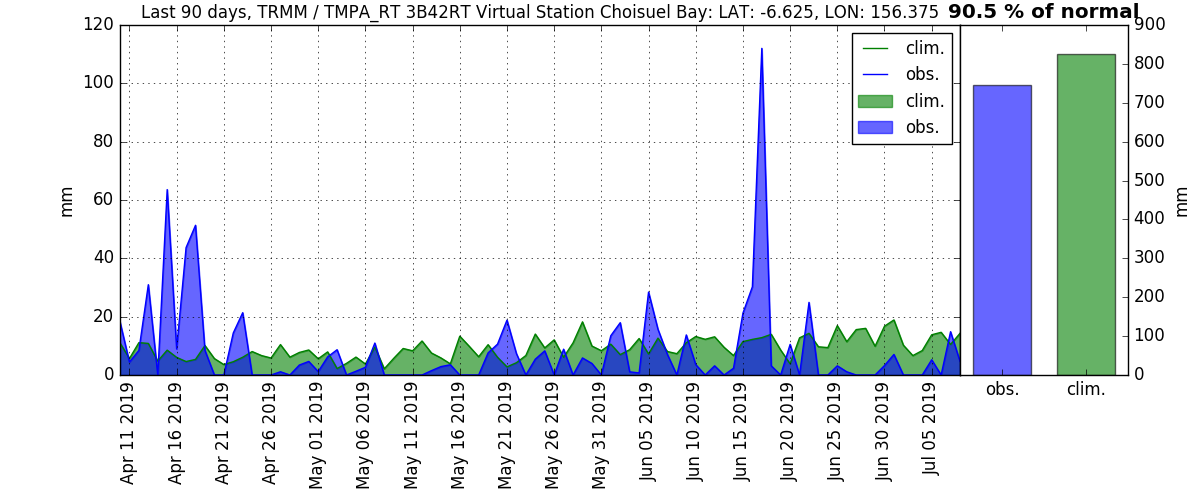 Last 90 days, TRMM / TMPA_RT 3B42RT Virtual Station Choisuel Bay: LAT: -6.625, LON: 156.375 90.5 % of normal
120
100
80
60
40
20
0
mm
clim.
obs.
clim.
obs.
900
800
700
600
500
400
300
200
100
0
mm
Apr 11 2019
Apr 16 2019
Apr 21 2019
Apr 26 2019
May 01 2019
May 06 2019
May 11 2019
May 16 2019
May 21 2019
May 26 2019
May 31 2019
Jun 05 2019
Jun 10 2019
Jun 15 2019
Jun 20 2019
Jun 25 2019
Jun 30 2019
Jul 05 2019
obs.
clim.